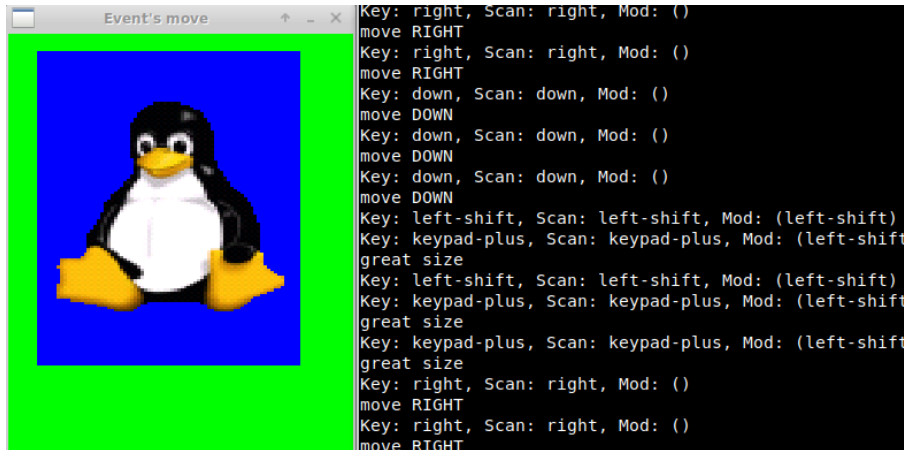 Event's move
Key: right, Scan: right, Mod: ()
move RIGHT
Key: right, Scan: right, Mod: ()
move RIGHT
Key: down, Scan: down, Mod: ()
move DOWN
Key: down, Scan: down, Mod: ()
move DOWN
Key: down, Scan: down, Mod: ()
move DOWN
Key: left-shift, Scan: left-shift, Mod: (left-shift)
Key: keypad-plus, Scan: keypad-plus, Mod: (left-shift
great size
Key: left-shift, Scan: left-shift, Mod: (left-shift)
Key: keypad-plus, Scan: keypad-plus, Mod: (left-shift
great size
Key: keypad-plus, Scan: keypad-plus, Mod: (left-shift
great size
Key: right, Scan: right, Mod: ()
move RIGHT
Key: right, Scan: right, Mod: ()
move RIGHT